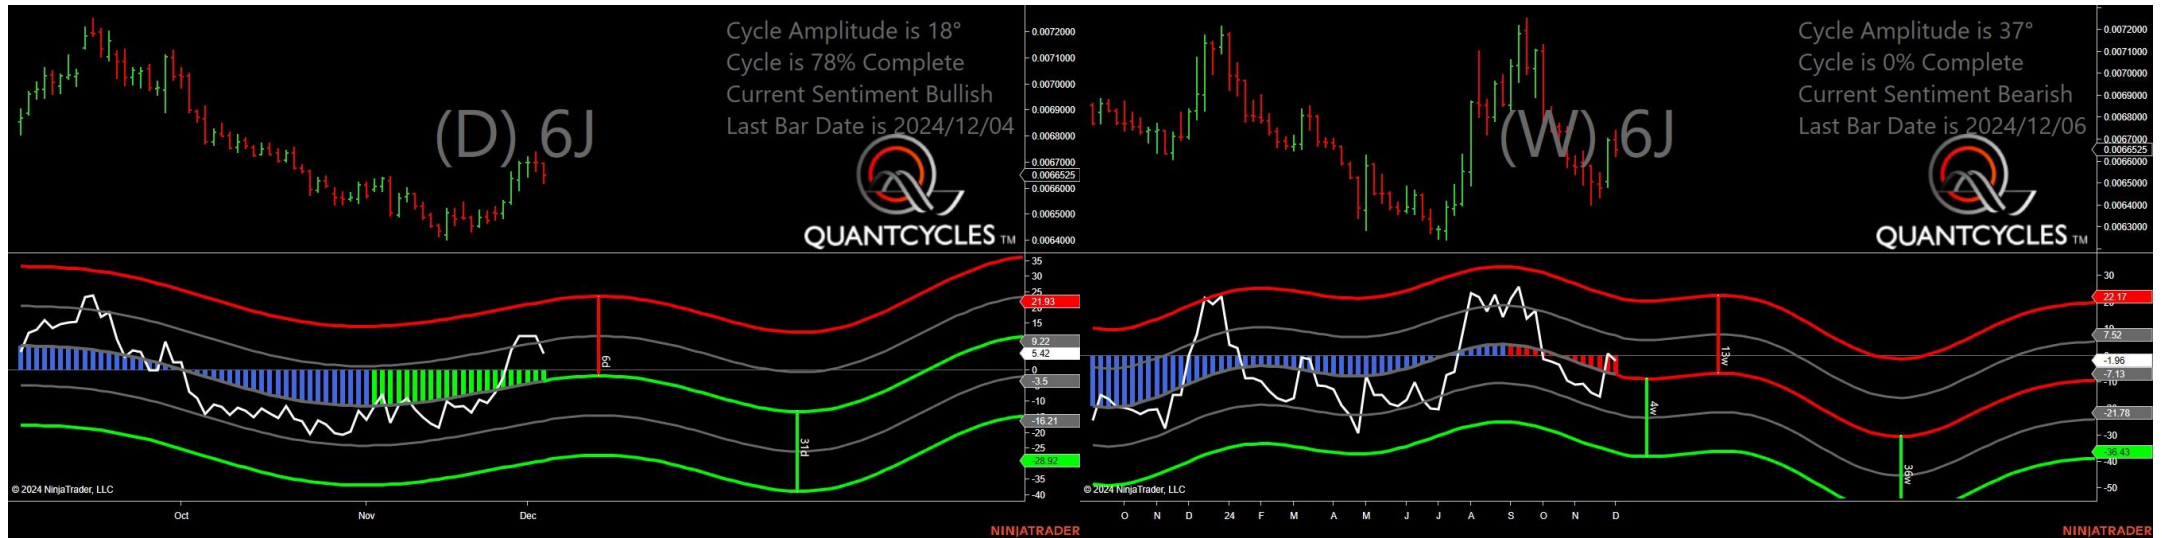 Cycle Amplitude is 18°
Cycle is 78% Complete
Current Sentiment Bullish
Last Bar Date is 2024/12/04
(D) 6J
QUANTCYCLES TM
0.0072000
0.0071000
0.0070000
0.0069000
0.0068000
0.0067000
0.0066525
0.0066000
0.0065000
0.0064000
35
30
25
21.93
15
9.22
5.42
0
-3.5
-10
-16.21
-20
-25
-28.92
-35
-40
6d
31d
© 2024 NinjaTrader, LLC
Oct Nov Dec
NINJATRADER
Cycle Amplitude is 37°
Cycle is 0% Complete
Current Sentiment Bearish
Last Bar Date is 2024/12/06
(W) 6J
QUANTCYCLES TM
0.0072000
0.0071000
0.0070000
0.0069000
0.0068000
0.0067000
0.0066525
0.0066000
0.0065000
0.0064000
0.0063000
30
22.17
7.52
-1.96
-7.13
-10
-21.78
-30
-36.43
-40
-50
13w
4w
36w
© 2024 NinjaTrader, LLC
O N D 24 F M A M J J A S O N D
NINJATRADER